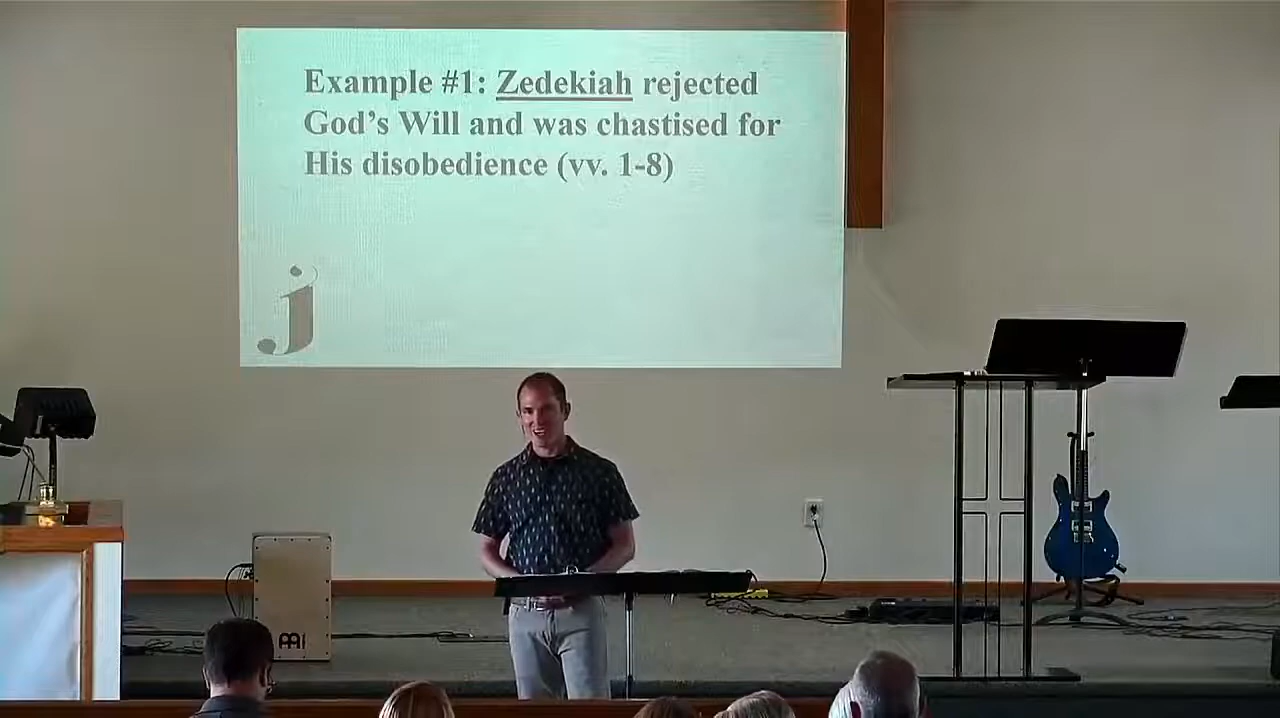 Example #1: Zedekiah rejected
God's Will and was chastised for
His disobedience (vv. 1-8)
j